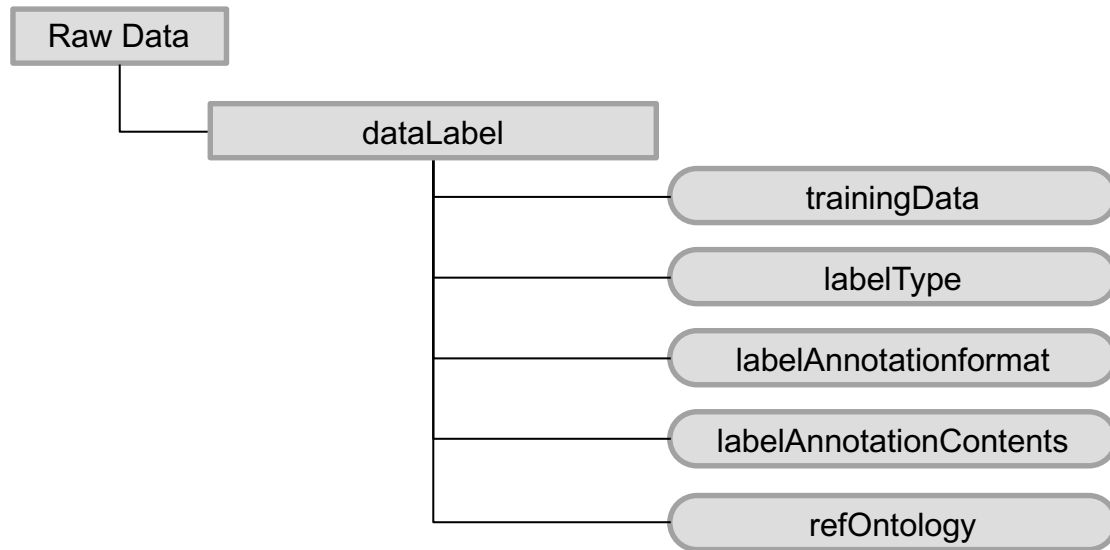 Raw Data
dataLabel
trainingData
labelType
labelAnnotationformat
labelAnnotationContents
refOntology